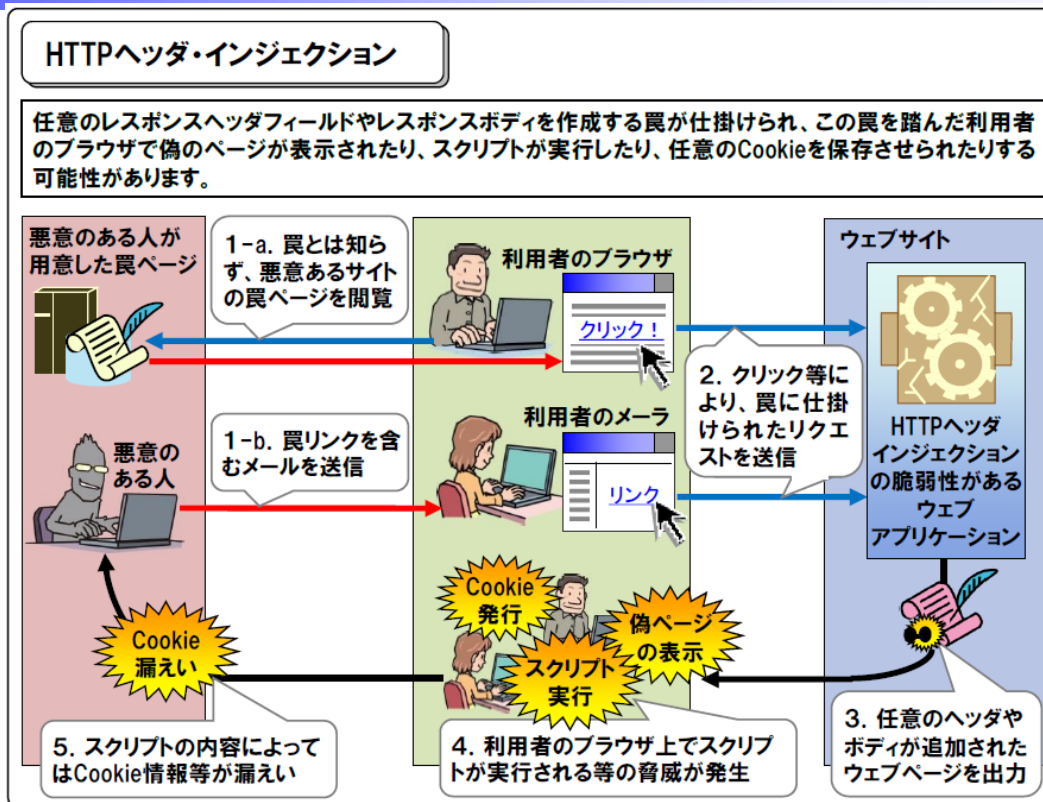 HTTPヘッダ・インジェクション
任意のレスポンスヘッダフィールドやレスポンスボディを作成する罠が仕掛けられ、この罠を踏んだ利用者
のブラウザで偽のページが表示されたり、スクリプトが実行したり、任意のCookieを保存させられたりする
可能性があります。
悪意のある人が
用意した罠ページ
1-a. 罠とは知ら
ず、悪意あるサイト
の罠ページを閲覧
利用者のブラウザ
クリック！
ウェブサイト
2. クリック等に
より、罠に仕掛
けられたリクエ
ストを送信
HTTPヘッダ
インジェクション
の脆弱性がある
ウェブ
アプリケーション
悪意の
ある人
1-b. 罠リンクを含
むメールを送信
利用者のメーラ
リンク
Cookie
発行
偽ページ
の表示
スクリプト
実行
Cookie
漏えい
3. 任意のヘッダや
ボディが追加された
ウェブページを出力
4. 利用者のブラウザ上でスクリプ
トが実行される等の脅威が発生
5. スクリプトの内容によって
はCookie情報等が漏えい